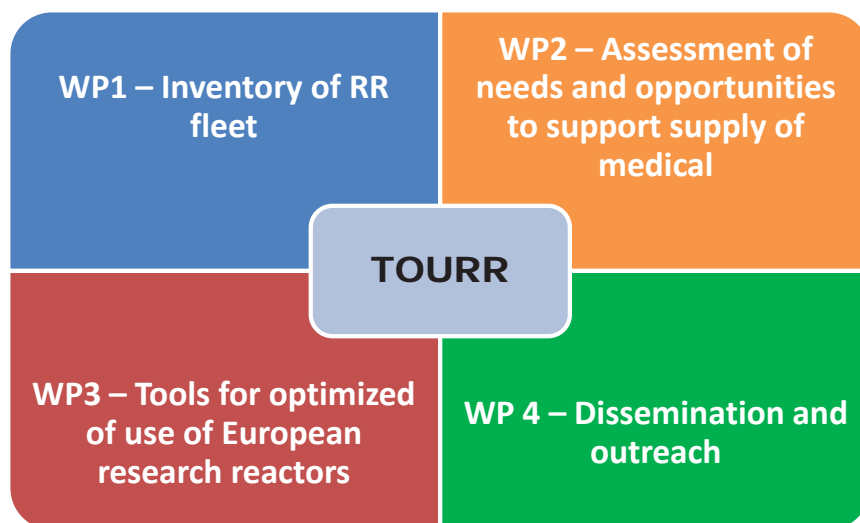 WP1 – Inventory of RR
fleet
WP2 – Assessment of
needs and opportunities
to support supply of
medical
TOURR
WP3 – Tools for optimized
of use of European
research reactors
WP 4 – Dissemination and
outreach